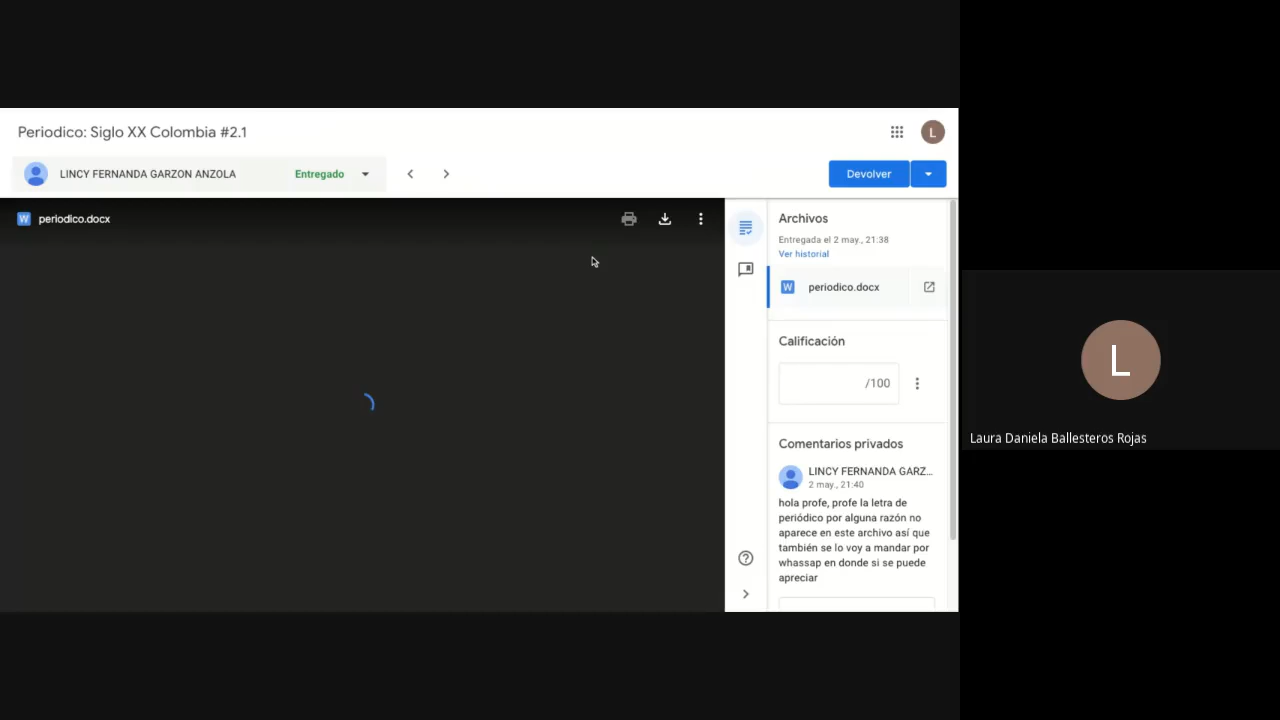 Periodico: Siglo XX Colombia #2.1
L
LINCY FERNANDA GARZON ANZOLA
Entregado
Devolver
W periodico.docx
Archivos
Entregada el 2 may., 21:38
Ver historial
W periodico.docx
Calificación
/100
Comentarios privados
LINCY FERNANDA GARZ...
2 may., 21:40
hola profe, profe la letra de
periódico por alguna razón no
aparece en este archivo así que
también se lo voy a mandar por
whassap en donde si se puede
apreciar
L
Laura Daniela Ballesteros Rojas